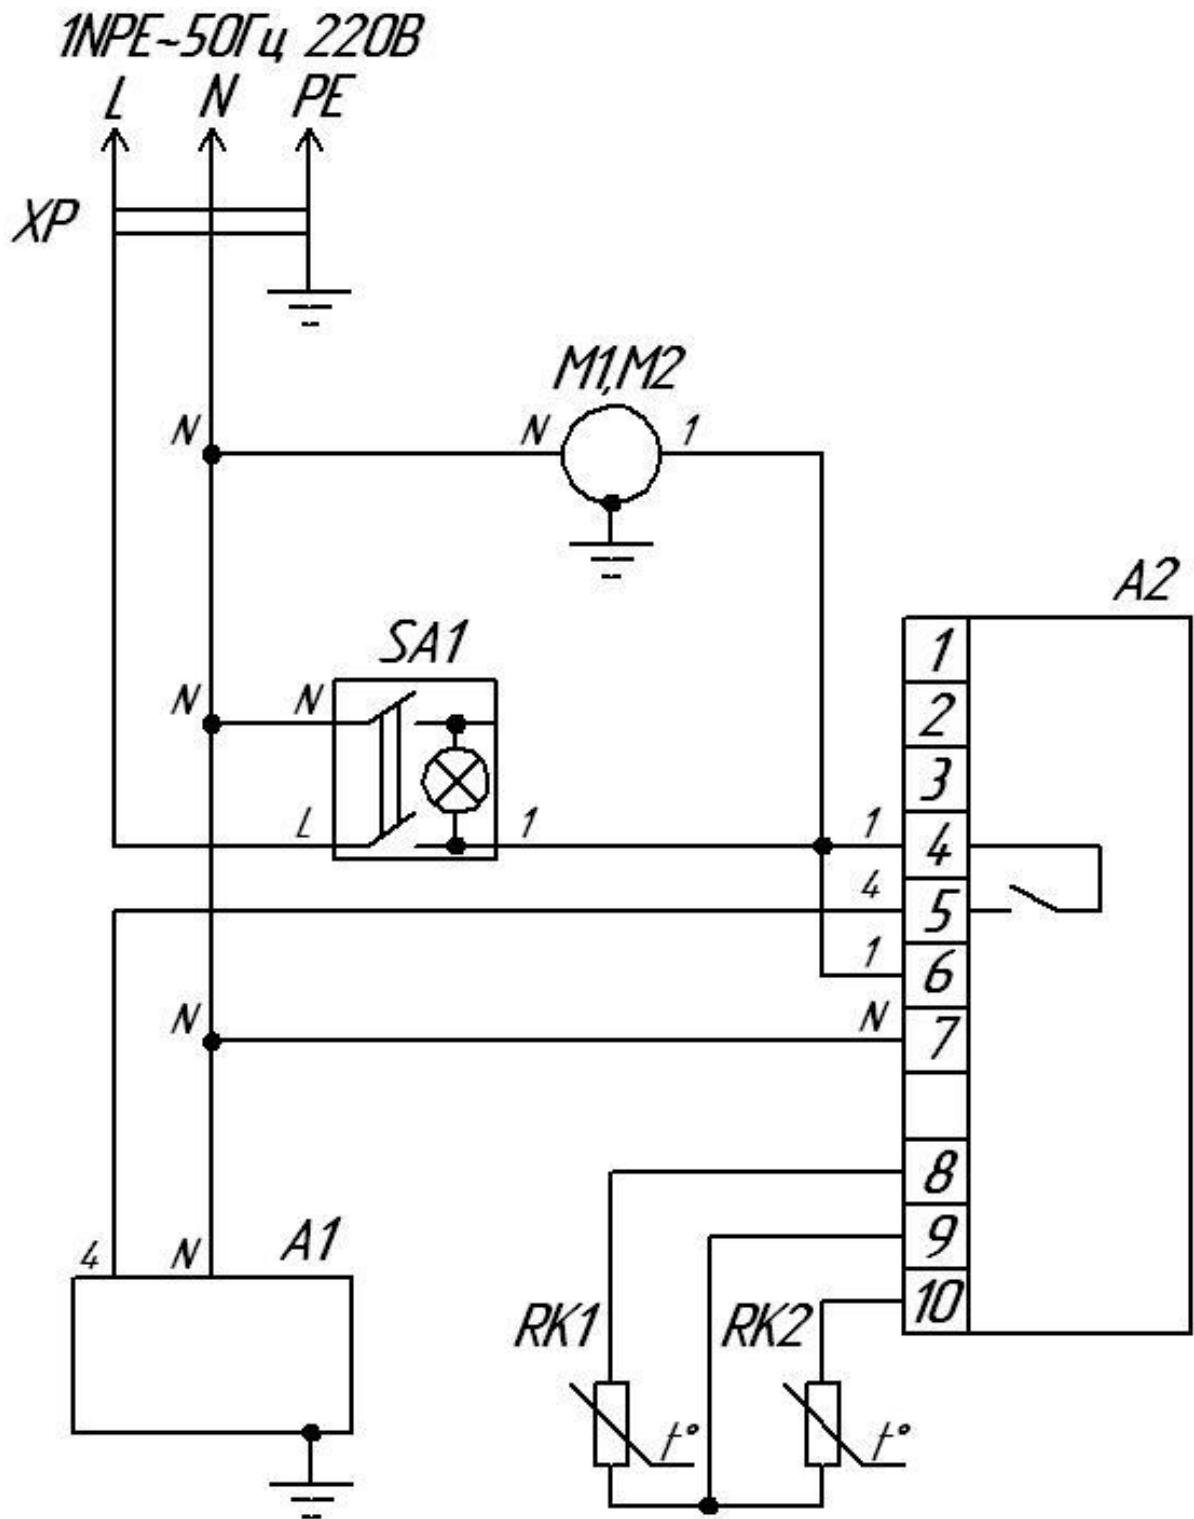 1NPE~50Гц 220В
L N PE
XP
M1,M2
N N 1
A2
SA1
1
N N 2
3
L 1 1 4
4 5
1 6
N N 7
8
A1 9
4 N 10
RK1 RK2
t° t°